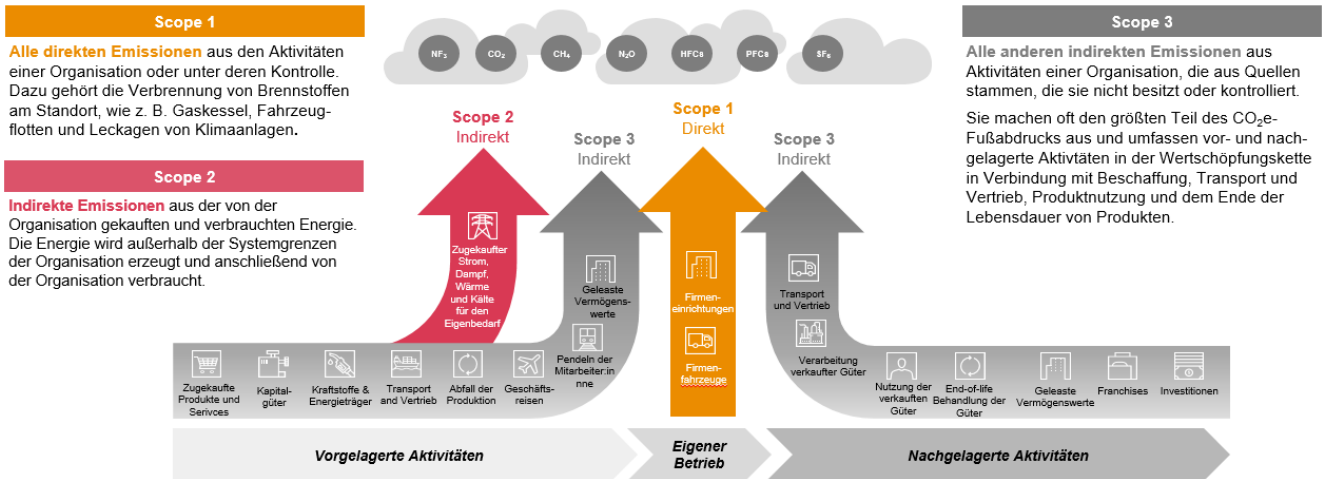 Scope 1
Alle direkten Emissionen aus den Aktivitäten
einer Organisation oder unter deren Kontrolle.
Dazu gehört die Verbrennung von Brennstoffen
am Standort, wie z. B. Gaskessel, Fahrzeug-
flotten und Leckagen von Klimaanlagen.
Scope 2
Indirekte Emissionen aus der von der
Organisation gekauften und verbrauchten Energie.
Die Energie wird außerhalb der Systemgrenzen
der Organisation erzeugt und anschließend von
der Organisation verbraucht.
NF₃
CO₂
CH₄
N₂O
HFC₈
PFC₈
SF₆
Scope 2
Indirekt
Scope 3
Indirekt
Scope 1
Direkt
Scope 3
Indirekt
Scope 3
Alle anderen indirekten Emissionen aus
Aktivitäten einer Organisation, die aus Quellen
stammen, die sie nicht besitzt oder kontrolliert.
Sie machen oft den größten Teil des CO₂e-
Fußabdrucks aus und umfassen vor- und nach-
gelagerte Aktivtäten in der Wertschöpfungskette
in Verbindung mit Beschaffung, Transport und
Vertrieb, Produktnutzung und dem Ende der
Lebensdauer von Produkten.
Zugekaufter
Strom,
Dampf,
Wärme
und Kälte
für den
Eigenbedarf
Geleaste
Vermögens-
werte
Pendeln der
Mitarbeiter:in
nne
Firmen-
einrichtungen
Firmen-
fahrzeuge
Transport
und Vertrieb
Verarbeitung
verkaufter Güter
Zugekaufte
Produkte und
Serivces
Kapital-
güter
Kraftstoffe &
Energieträger
Transport
and Vertrieb
Abfall der
Produktion
Geschäfts-
reisen
Nutzung der
verkauften
Güter
End-of-life
Behandlung der
Güter
Geleaste
Vermögenswerte
Franchises
Investitionen
Vorgelagerte Aktivitäten
Eigener
Betrieb
Nachgelagerte Aktivitäten